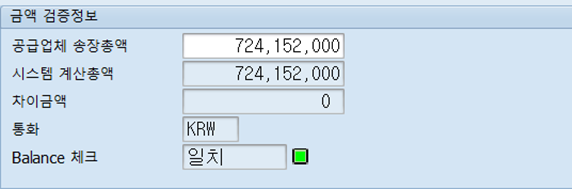 금액 검증정보
공급업체 송장총액 724,152,000
시스템 계산총액 724,152,000
차이금액 0
통화 KRW
Balance 체크 일치